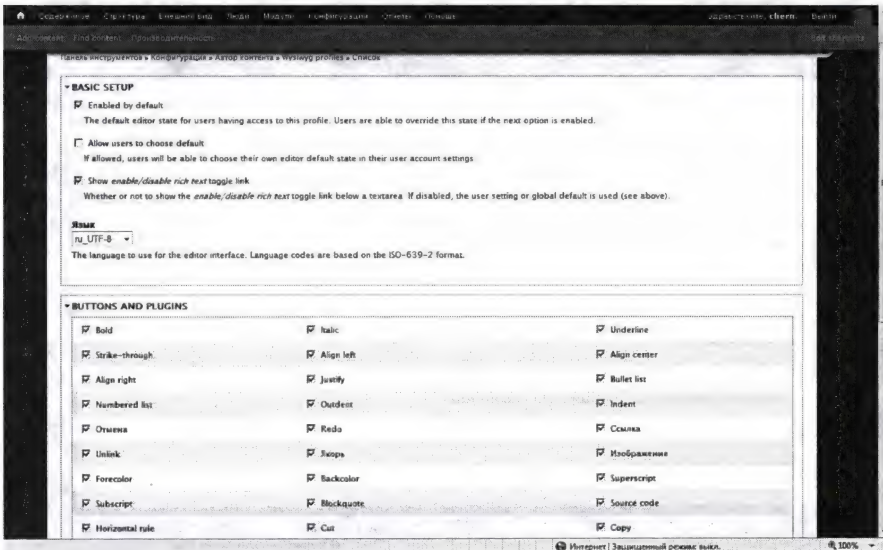 Содержимое Структура Внешний вид Люди Модули Конфигурация Отчеты Помощь Здравствуйте, chern. Выйти
Add content Find content Производительность Edit shortcuts
Панель инструментов » Конфигурация » Автор контента » Wysiwyg profiles » Список
BASIC SETUP
Enabled by default
The default editor state for users having access to this profile. Users are able to override this state if the next option is enabled.
Allow users to choose default
If allowed, users will be able to choose their own editor default state in their user account settings.
Show enable/disable rich text toggle link
Whether or not to show the enable/disable rich text toggle link below a textarea. If disabled, the user setting or global default is used (see above).
Язык
ru_UTF-8
The language to use for the editor interface. Language codes are based on the ISO-639-2 format.
BUTTONS AND PLUGINS
Bold Italic Underline
Strike-through Align left Align center
Align right Justify Bullet list
Numbered list Outdent Indent
Отмена Redo Ссылка
Unlink Якорь Изображение
Forecolor Backcolor Superscript
Subscript Blockquote Source code
Horizontal rule Cut Copy
Интернет | Защищенный режим: выкл. 100%